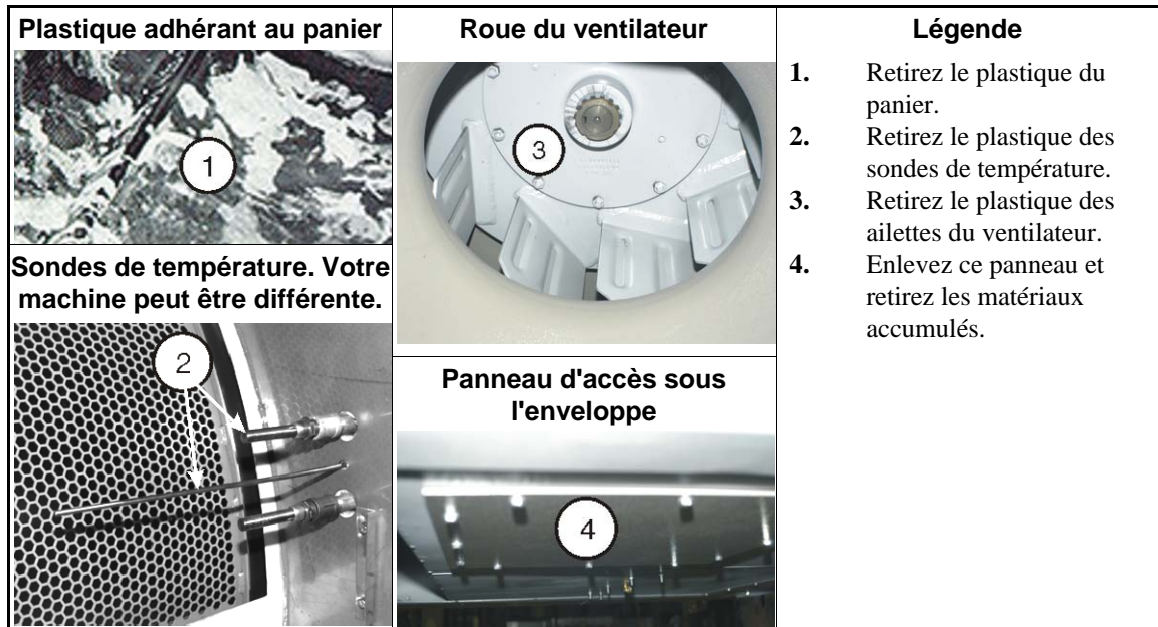 Plastique adhérant au panier
1
Sondes de température. Votre
machine peut être différente.
2
Roue du ventilateur
3
Panneau d'accès sous
l'enveloppe
4
Légende
1. Retirez le plastique du
panier.
2. Retirez le plastique des
sondes de température.
3. Retirez le plastique des
ailettes du ventilateur.
4. Enlevez ce panneau et
retirez les matériaux
accumulés.